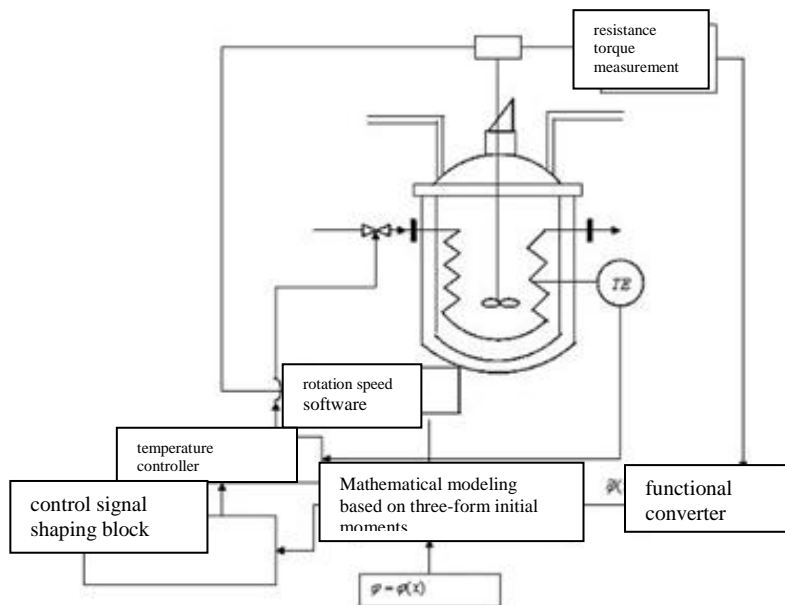 resistance
torque
measurement
TE
rotation speed
software
temperature
controller
Mathematical modeling
based on three-form initial
moments
control signal
shaping block
functional
converter